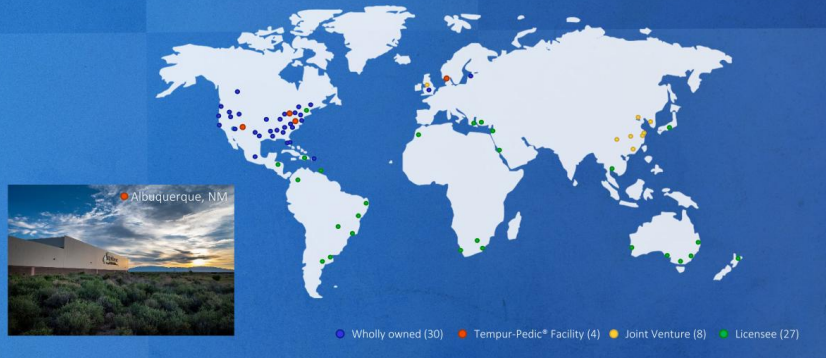 Albuquerque, NM
Wholly owned (30) Tempur-Pedic® Facility (4) Joint Venture (8) Licensee (27)